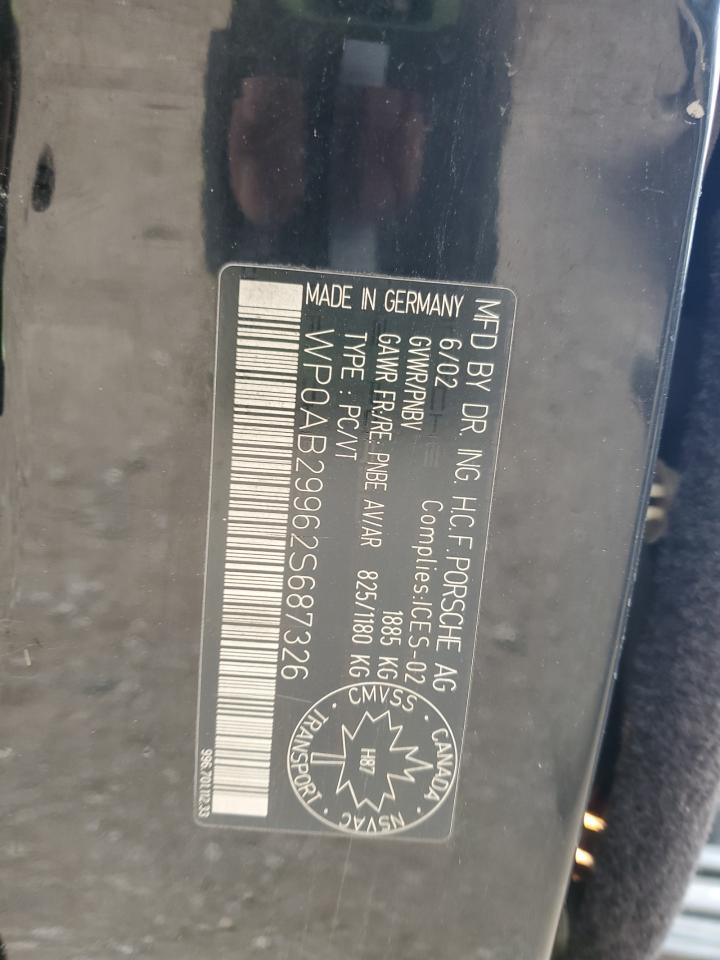 MFD BY DR. ING. H.C.F.PORSCHE AG
6/02 Complies:ICES-02
GVWR/PNBV 1885 KG
GAWR FR./RE; PNBE AV/AR 825/1180 KG
MADE IN GERMANY TYPE : PC/VT
WP0AB29962S687326
996.701.112.33
CMVSS · CANADA · NSVAC · TRANSPORT ·
H87